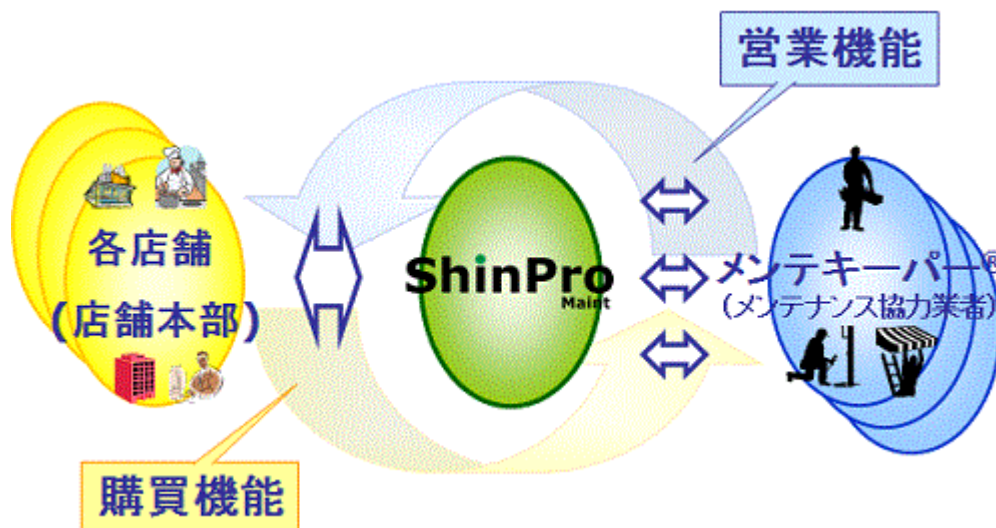 営業機能
各店舗
(店舗本部)
ShinPro
Maint
メンテキーパー®
(メンテナンス協力業者)
購買機能